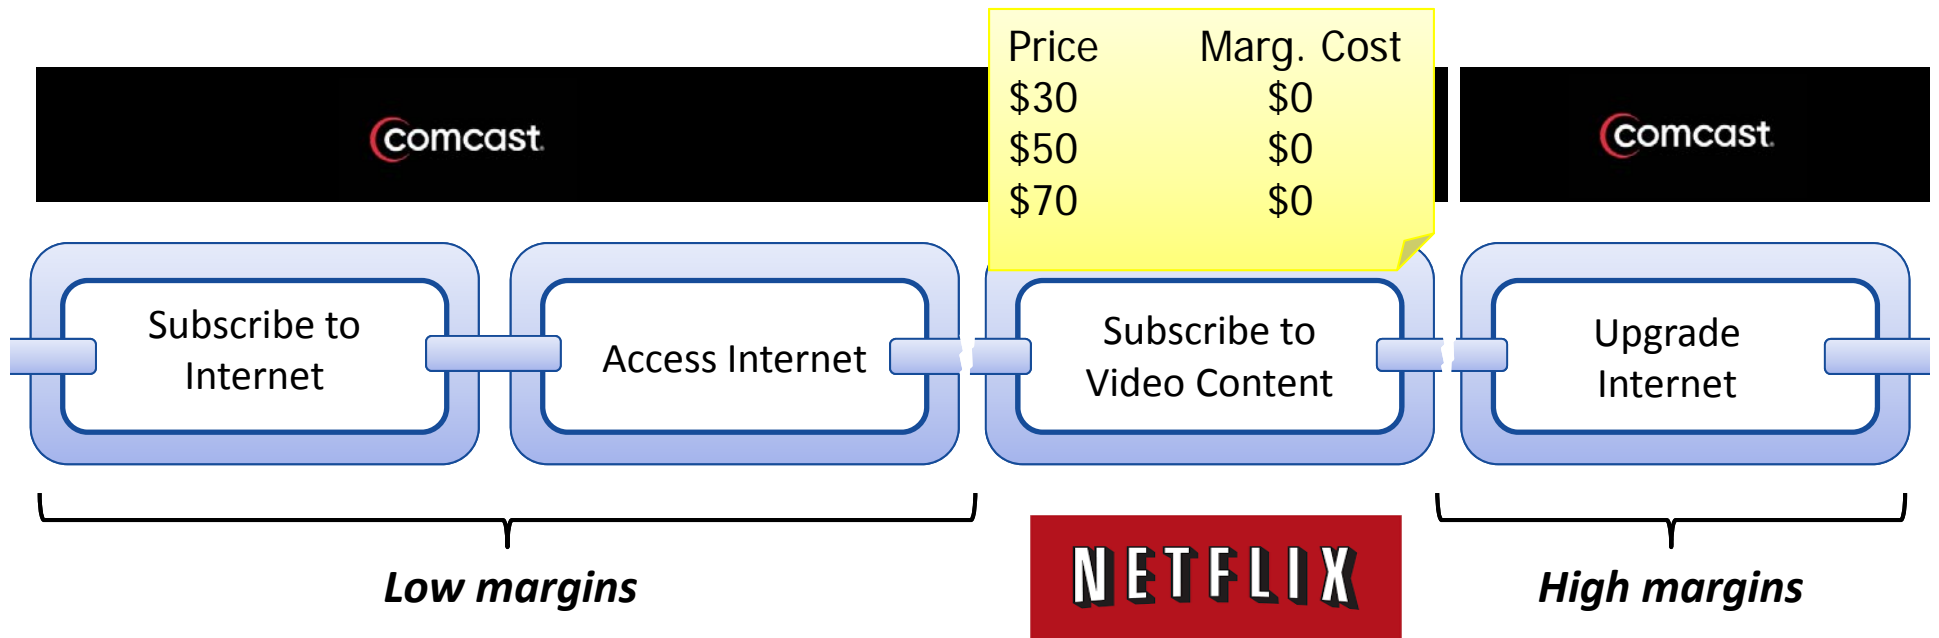 Price Marg. Cost
$30 $0
$50 $0
$70 $0
comcast.
comcast.
Subscribe to
Internet
Access Internet
Subscribe to
Video Content
Upgrade
Internet
Low margins
NETFLIX
High margins